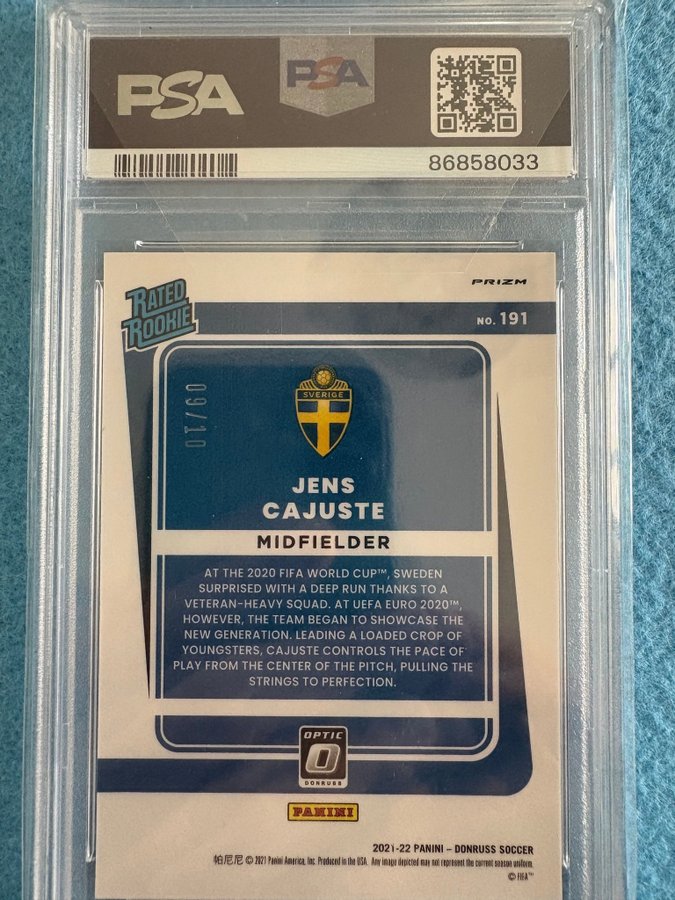 PSA
PSA
86858033
PRIZM
RATED
ROOKIE
NO. 191
09/10
SVERIGE
JENS
CAJUSTE
MIDFIELDER
AT THE 2020 FIFA WORLD CUP™, SWEDEN
SURPRISED WITH A DEEP RUN THANKS TO A
VETERAN-HEAVY SQUAD. AT UEFA EURO 2020™,
HOWEVER, THE TEAM BEGAN TO SHOWCASE THE
NEW GENERATION. LEADING A LOADED CROP OF
YOUNGSTERS, CAJUSTE CONTROLS THE PACE OF
PLAY FROM THE CENTER OF THE PITCH, PULLING THE
STRINGS TO PERFECTION.
OPTIC
DONRUSS
PANINI
2021-22 PANINI – DONRUSS SOCCER
帕尼尼 © 2021 Panini America, Inc. Produced in the USA. Any image depicted may not represent the current season uniform.
© FIFA™